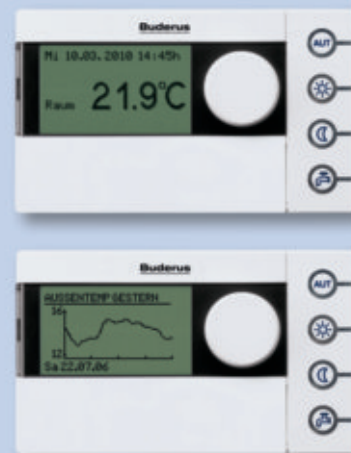 Buderus
Mi 10.03.2010 14:45h
Raum 21.9°C
AUT
Buderus
AUSSENTEMP GESTERN
16
12
Sa 22.07.06
AUT